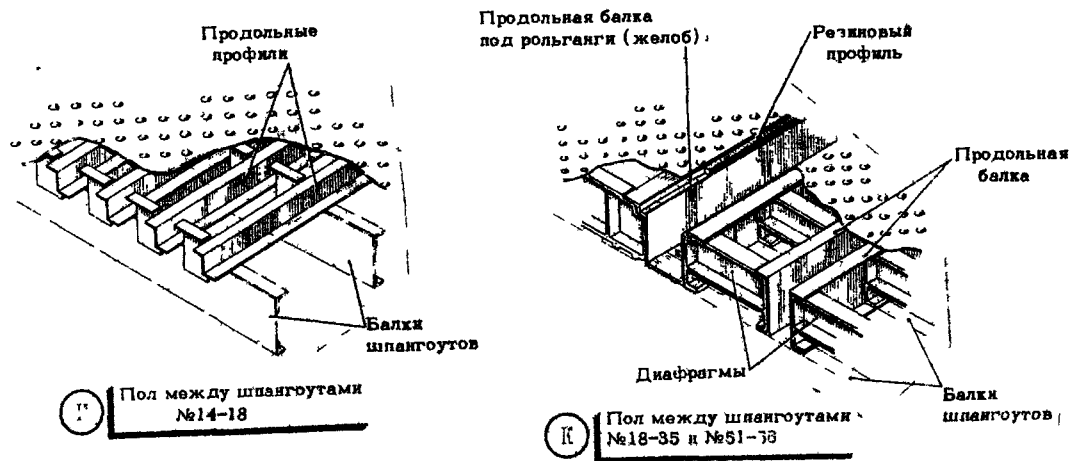 Продольные
профили
Балки
шпангоутов
Г
Пол между шпангоутами
№14-18
Продольная балка
под рольганги (желоб)
Резиновый
профиль
Продольная
балка
Диафрагмы
Балки
шпангоутов
К
Пол между шпангоутами
№18-35 и №51-